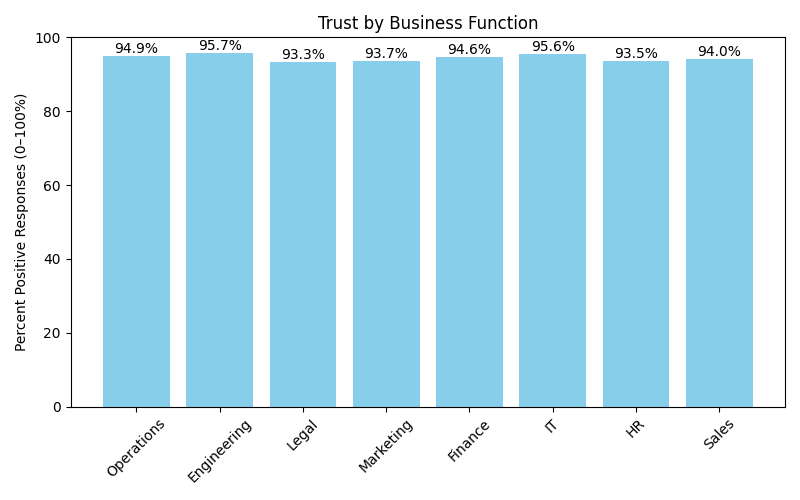 Trust by Business Function
Percent Positive Responses (0–100%)
100
80
60
40
20
0
94.9%
95.7%
93.3%
93.7%
94.6%
95.6%
93.5%
94.0%
Operations
Engineering
Legal
Marketing
Finance
IT
HR
Sales